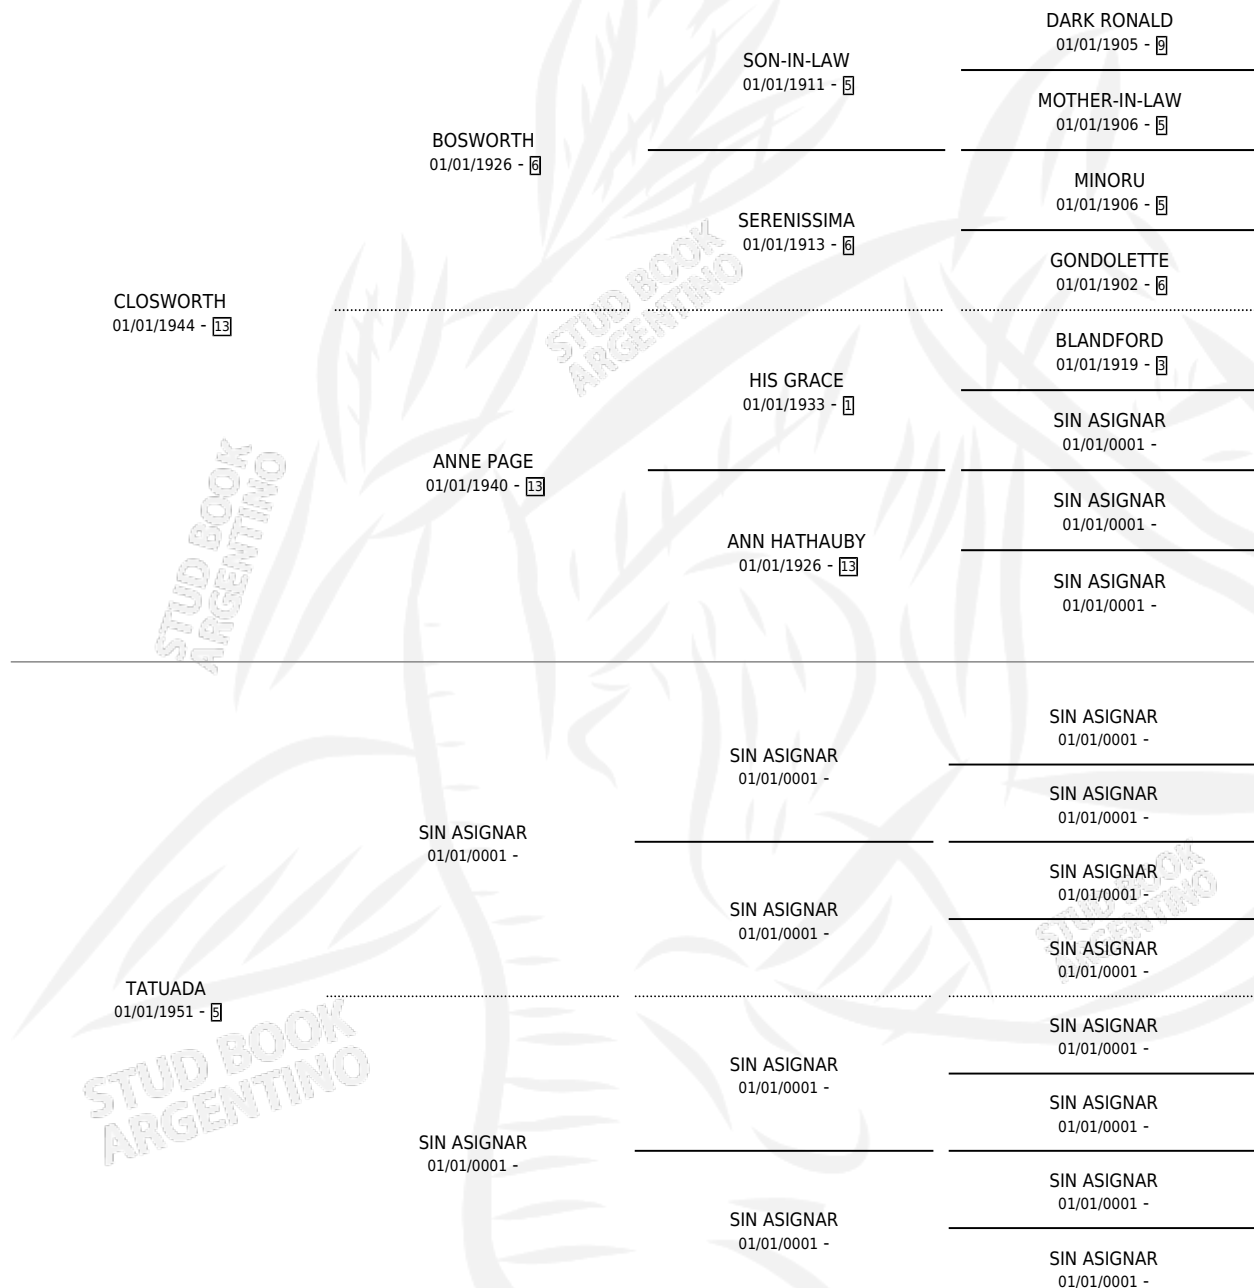 CLOSWORTH
01/01/1944 - 13
BOSWORTH
01/01/1926 - 6
SON-IN-LAW
01/01/1911 - 5
DARK RONALD
01/01/1905 - 9
MOTHER-IN-LAW
01/01/1906 - 5
SERENISSIMA
01/01/1913 - 6
MINORU
01/01/1906 - 5
GONDOLETTE
01/01/1902 - 6
ANNE PAGE
01/01/1940 - 13
HIS GRACE
01/01/1933 - 1
BLANDFORD
01/01/1919 - 3
SIN ASIGNAR
01/01/0001 -
ANN HATHAUBY
01/01/1926 - 13
SIN ASIGNAR
01/01/0001 -
SIN ASIGNAR
01/01/0001 -
TATUADA
01/01/1951 - 5
SIN ASIGNAR
01/01/0001 -
SIN ASIGNAR
01/01/0001 -
SIN ASIGNAR
01/01/0001 -
SIN ASIGNAR
01/01/0001 -
SIN ASIGNAR
01/01/0001 -
SIN ASIGNAR
01/01/0001 -
SIN ASIGNAR
01/01/0001 -
SIN ASIGNAR
01/01/0001 -
SIN ASIGNAR
01/01/0001 -
SIN ASIGNAR
01/01/0001 -
SIN ASIGNAR
01/01/0001 -
SIN ASIGNAR
01/01/0001 -
SIN ASIGNAR
01/01/0001 -
SIN ASIGNAR
01/01/0001 -
STUD BOOK
ARGENTINO
STUD BOOK
ARGENTINO
STUD BOOK
ARGENTINO
STUD BOOK
ARGENTINO